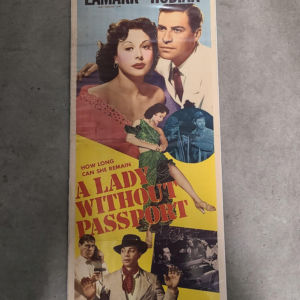 LAMARR HODIAK
HOW LONG
CAN SHE REMAIN
A LADY
WITHOUT
PASSPORT